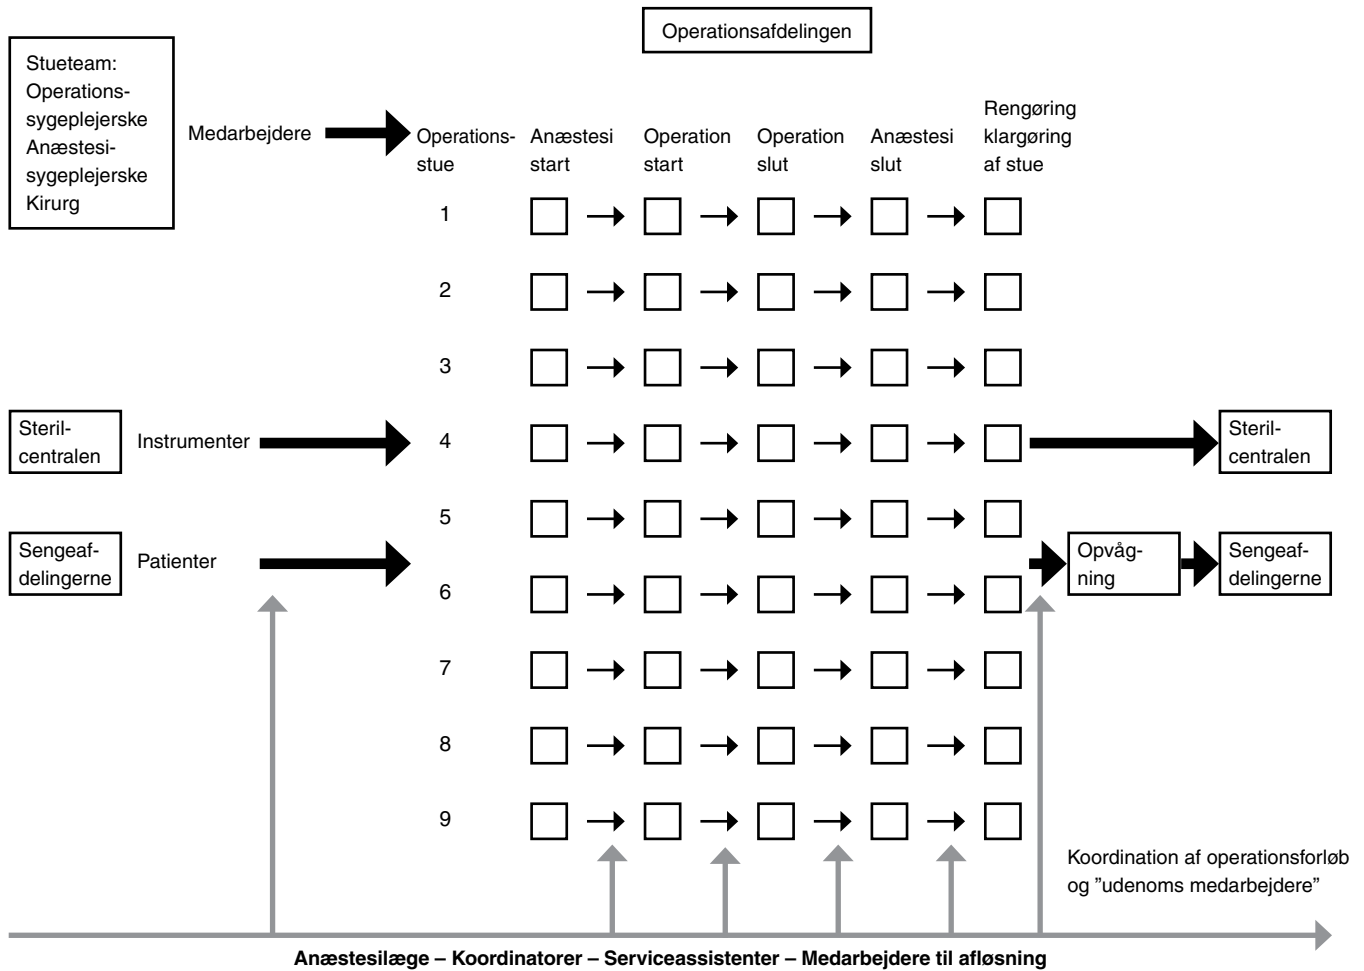 Operationsafdelingen
Stueteam:
Operations-
sygeplejerske
Anæstesi-
sygeplejerske
Kirurg
Medarbejdere
Operations-
stue
Anæstesi
start
Operation
start
Operation
slut
Anæstesi
slut
Rengøring
klargøring
af stue
1
2
3
Steril-
centralen
Instrumenter
4
Steril-
centralen
5
Sengeaf-
delingerne
Patienter
Opvåg-
ning
Sengeaf-
delingerne
6
7
8
9
Koordination af operationsforløb
og ”udenoms medarbejdere”
Anæstesilæge – Koordinatorer – Serviceassistenter – Medarbejdere til afløsning